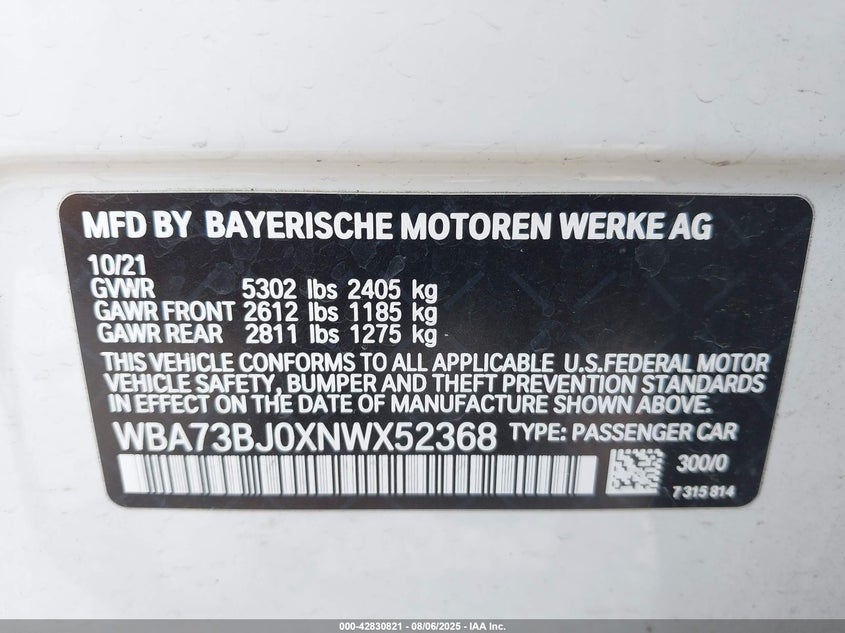 MFD BY BAYERISCHE MOTOREN WERKE AG
10/21
GVWR 5302 lbs 2405 kg
GAWR FRONT 2612 lbs 1185 kg
GAWR REAR 2811 lbs 1275 kg
THIS VEHICLE CONFORMS TO ALL APPLICABLE U.S.FEDERAL MOTOR
VEHICLE SAFETY, BUMPER AND THEFT PREVENTION STANDARDS
IN EFFECT ON THE DATE OF MANUFACTURE SHOWN ABOVE.
WBA73BJ0XNWX52368 TYPE: PASSENGER CAR
300/0
7315814
000-42830821 - 08/06/2025 - IAA Inc.